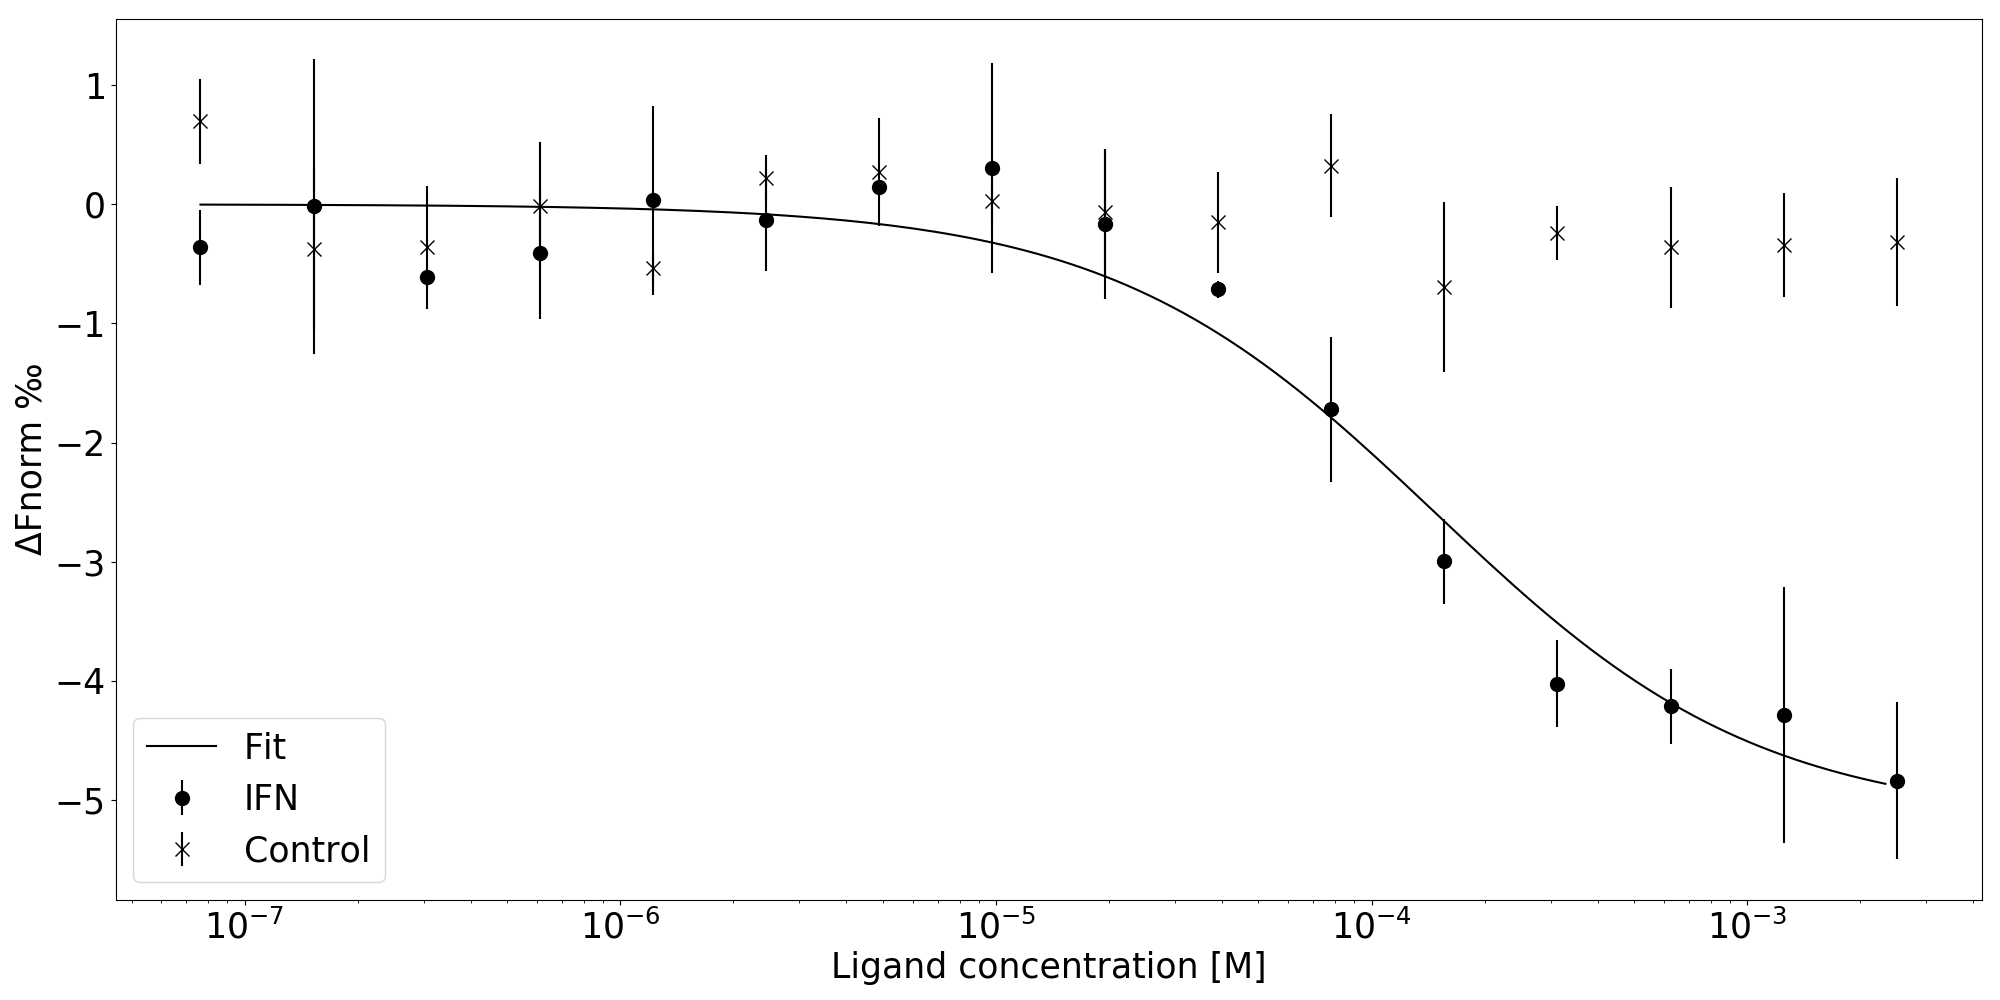 1
0
−1
−2
−3
−4
−5
ΔFnorm ‰
Fit
IFN
Control
10⁻⁷ 10⁻⁶ 10⁻⁵ 10⁻⁴ 10⁻³
Ligand concentration [M]